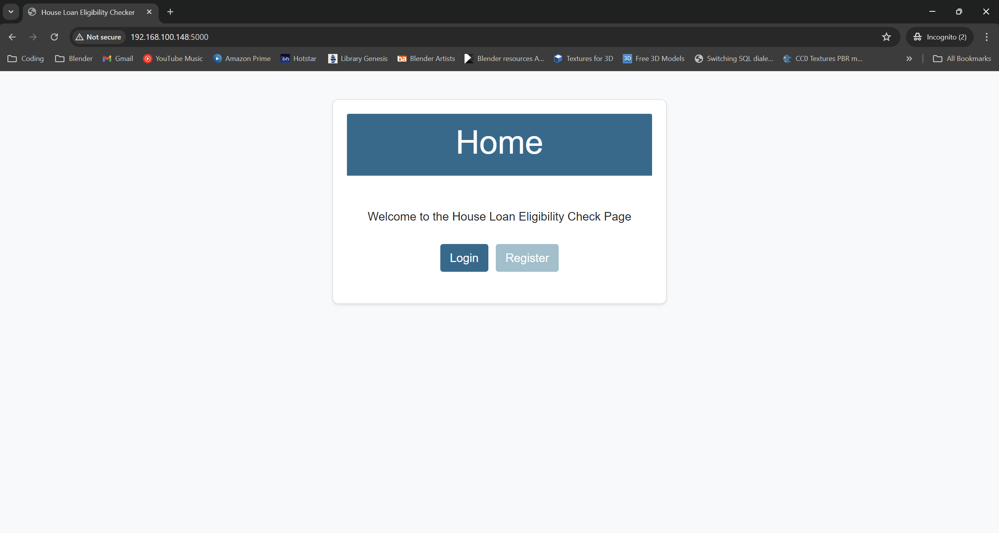 House Loan Eligibility Checker
Not secure 192.168.100.148:5000 Incognito (2)
Coding Blender Gmail YouTube Music Amazon Prime Hotstar Library Genesis ba Blender Artists Blender resources A... Textures for 3D 3D Free 3D Models Switching SQL diale... CC0 Textures PBR m... All Bookmarks
Home
Welcome to the House Loan Eligibility Check Page
Login Register